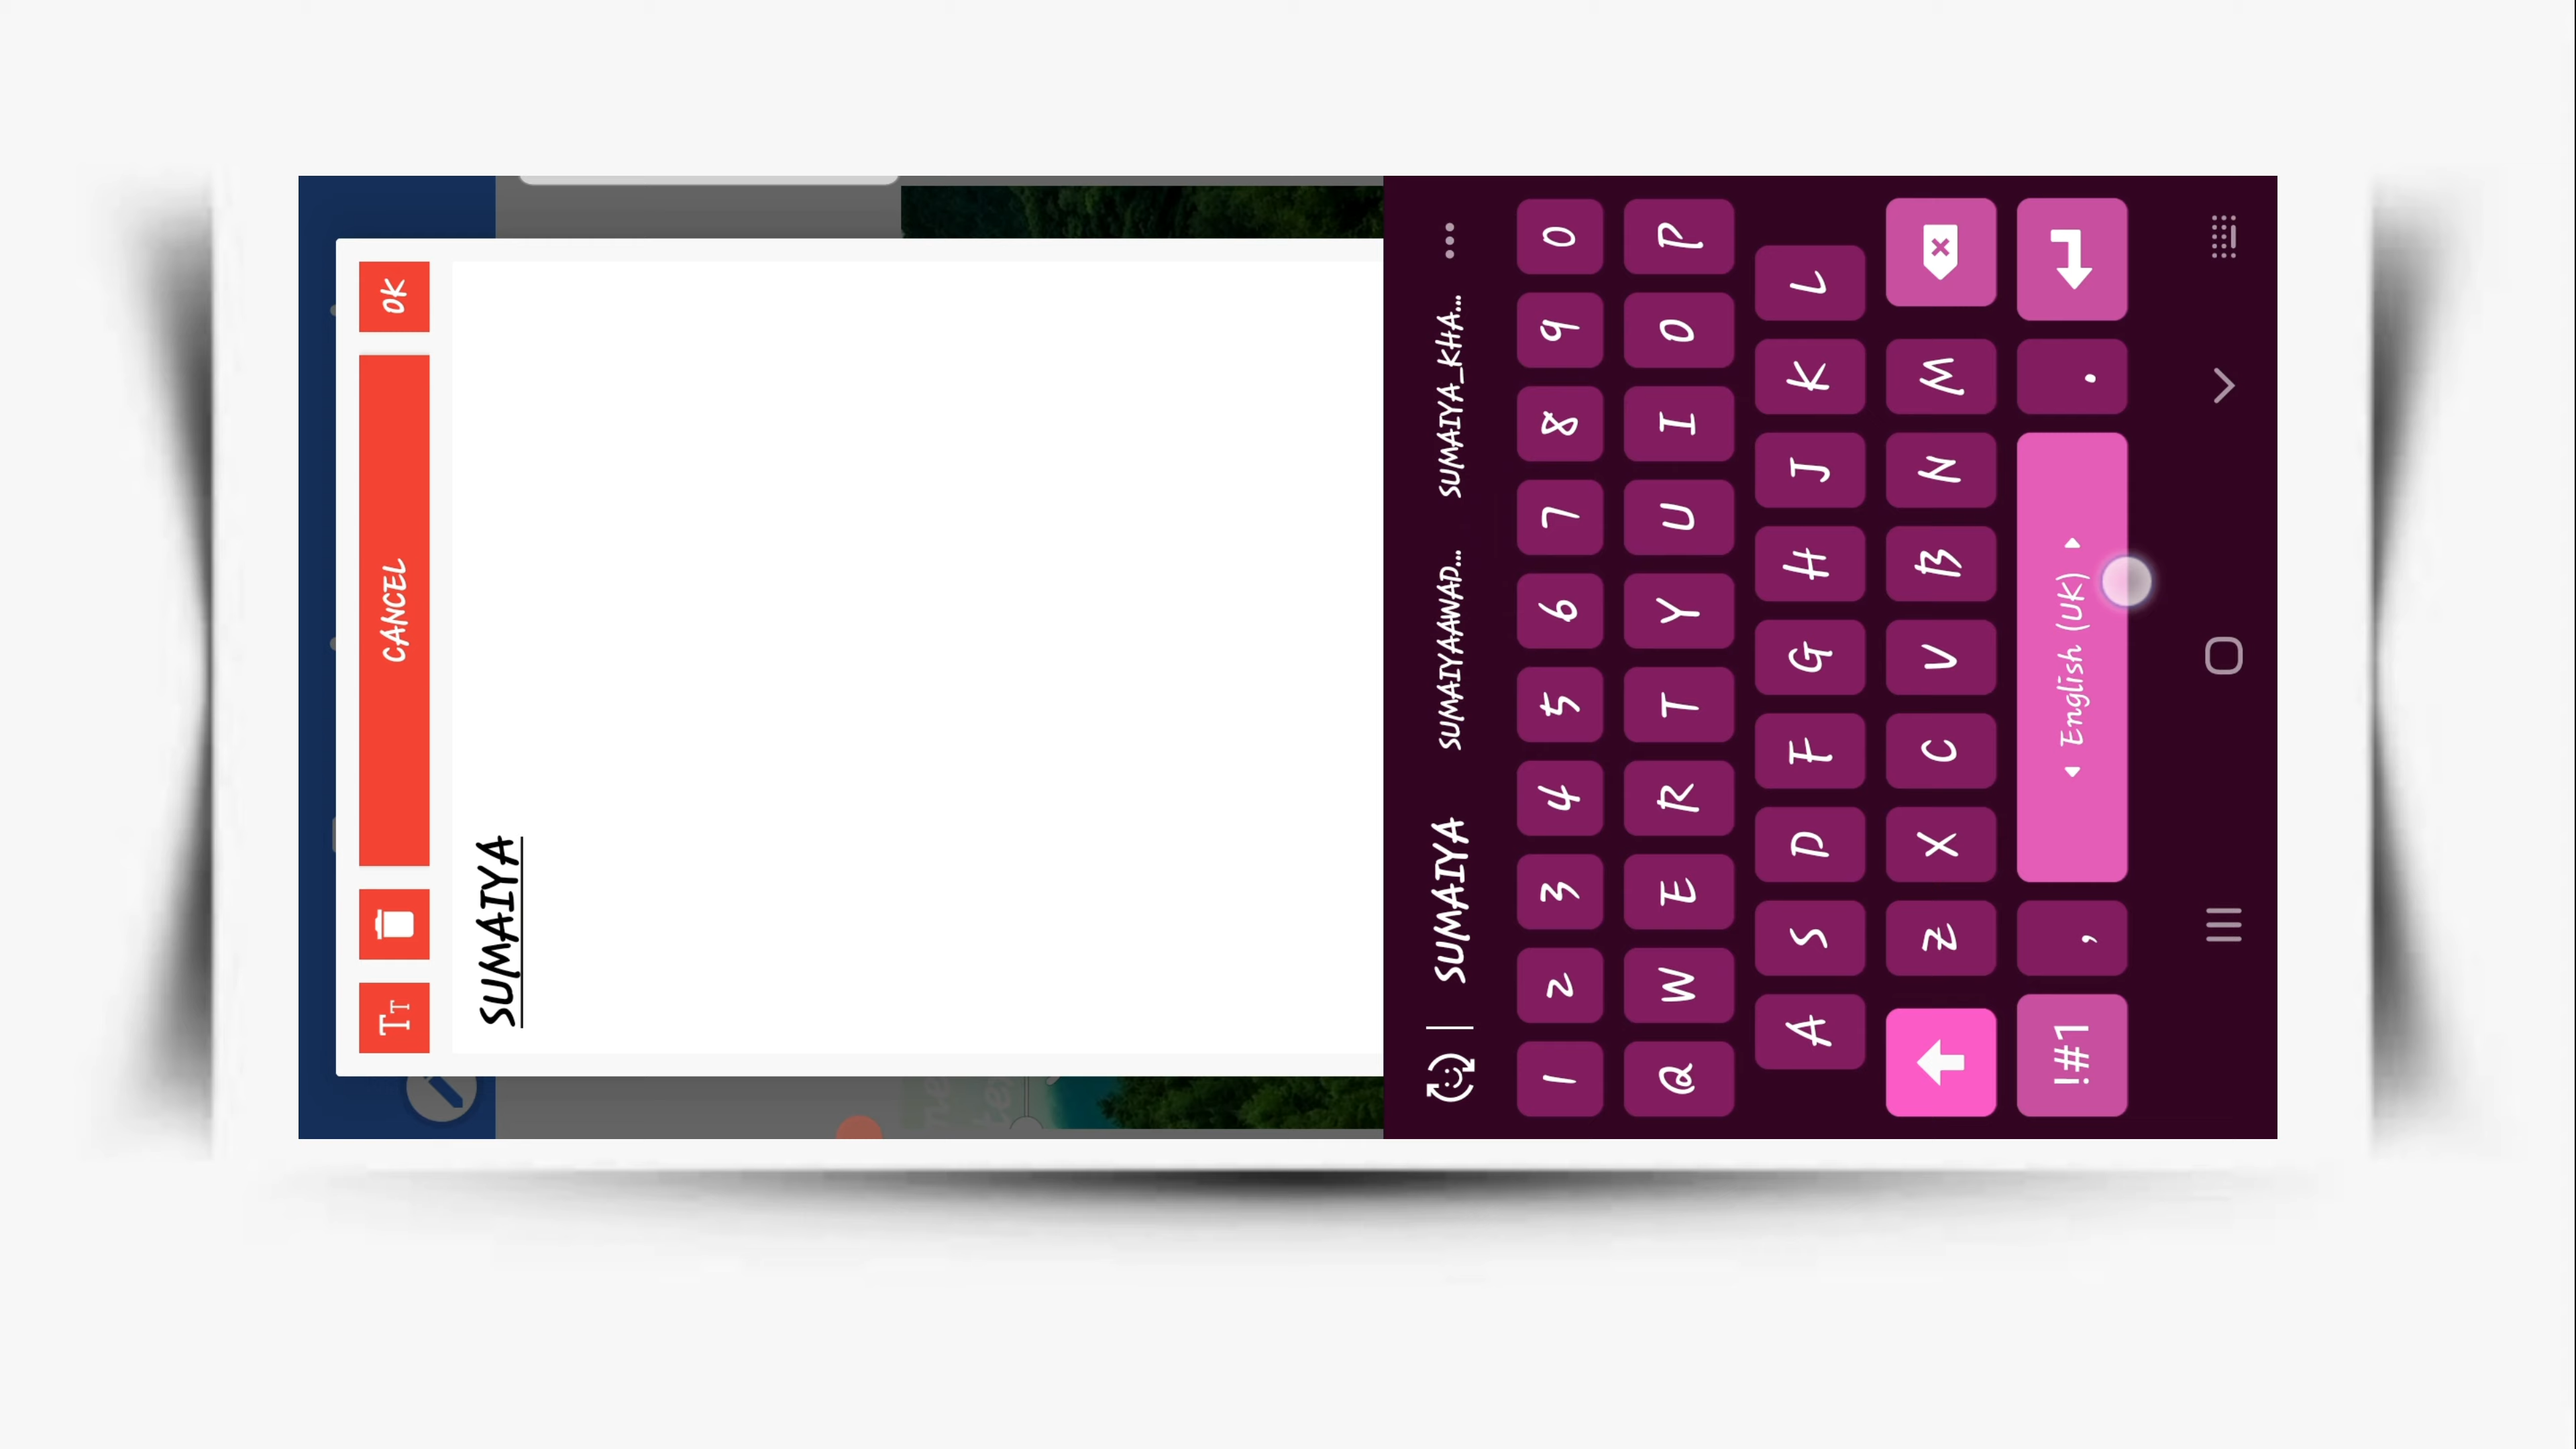 TT CANCEL OK
SUMAIYA
SUMAIYA SUMAIYAAWAD... SUMAIYA_KHA...
1 2 3 4 5 6 7 8 9 0
Q W E R T Y U I O P
A S D F G H J K L
Z X C V B N M
!#1 , English (UK) .